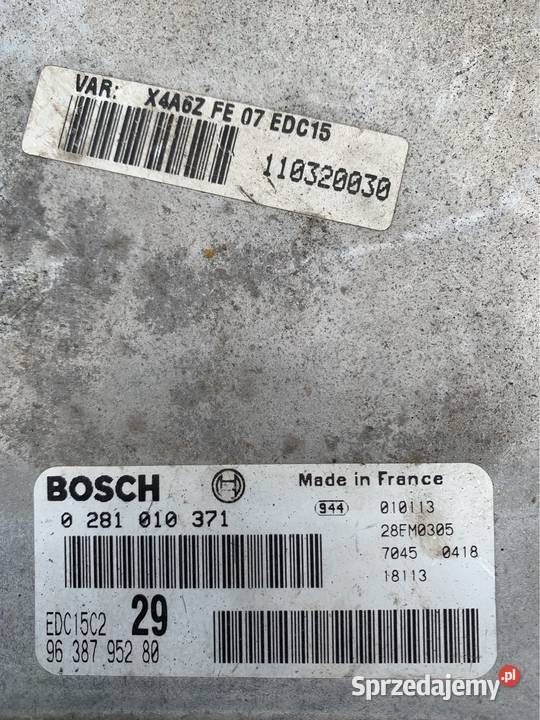 VAR: X4A6Z FE 07 EDC15
110320030
BOSCH
Made in France
0 281 010 371
944 010113
28FM0305
7045 0418
18113
EDC15C2 29
96 387 952 80
Sprzedajemy.pl